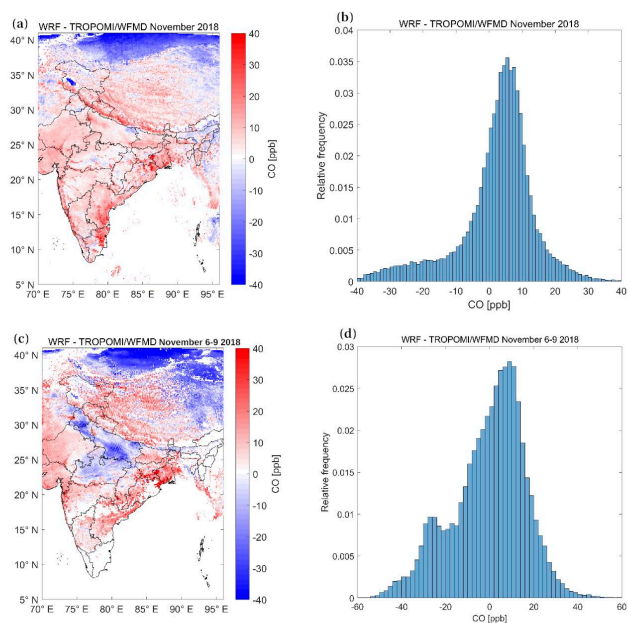 (a) WRF - TROPOMI/WFMD November 2018
40° N
35° N
30° N
25° N
20° N
15° N
10° N
5° N
70° E 75° E 80° E 85° E 90° E 95° E
40
30
20
10
0
-10
-20
-30
-40
CO [ppb]
(b) WRF - TROPOMI/WFMD November 2018
0.04
0.035
0.03
0.025
0.02
0.015
0.01
0.005
0
Relative frequency
-40 -30 -20 -10 0 10 20 30 40
CO [ppb]
(c) WRF - TROPOMI/WFMD November 6-9 2018
40° N
35° N
30° N
25° N
20° N
15° N
10° N
5° N
70° E 75° E 80° E 85° E 90° E 95° E
40
30
20
10
0
-10
-20
-30
-40
CO [ppb]
(d) WRF - TROPOMI/WFMD November 6-9 2018
0.03
0.025
0.02
0.015
0.01
0.005
0
Relative frequency
-60 -40 -20 0 20 40 60
CO [ppb]